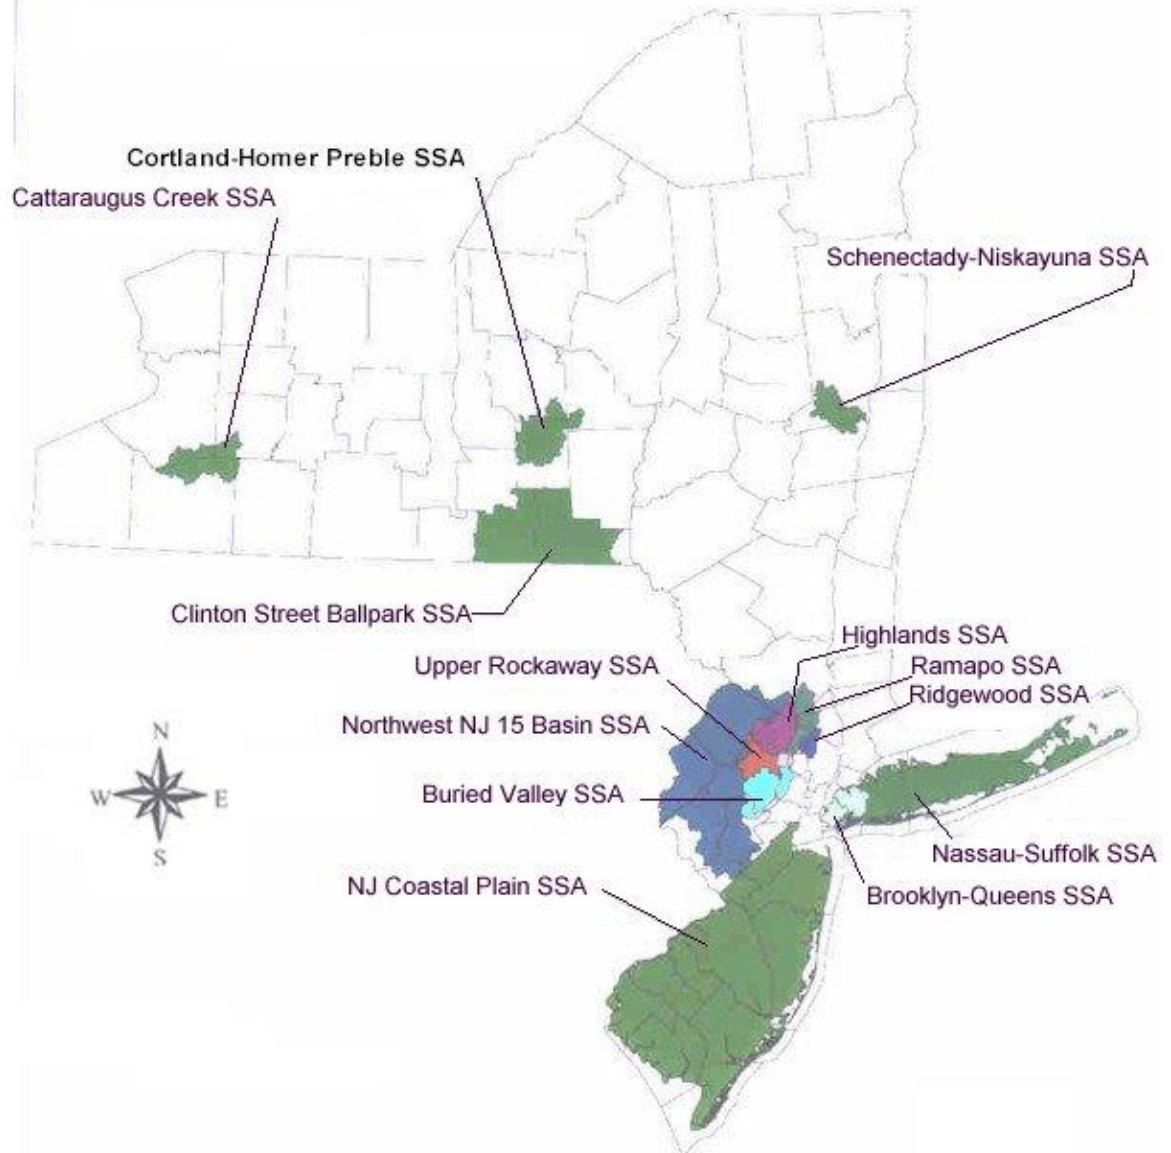 Cortland-Homer Preble SSA
Cattaraugus Creek SSA
Schenectady-Niskayuna SSA
Clinton Street Ballpark SSA
Highlands SSA
Upper Rockaway SSA
Ramapo SSA
Ridgewood SSA
Northwest NJ 15 Basin SSA
N
W
E
S
Buried Valley SSA
Nassau-Suffolk SSA
NJ Coastal Plain SSA
Brooklyn-Queens SSA